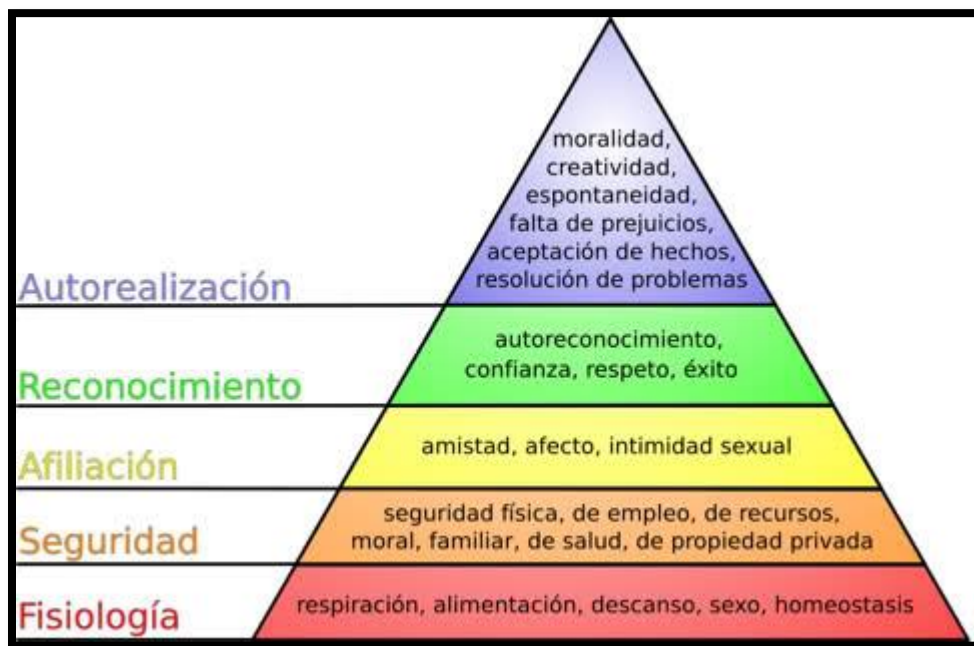 moralidad,
creatividad,
espontaneidad,
falta de prejuicios,
aceptación de hechos,
resolución de problemas
Autorealización
autoreconocimiento,
confianza, respeto, éxito
Reconocimiento
amistad, afecto, intimidad sexual
Afiliación
seguridad física, de empleo, de recursos,
moral, familiar, de salud, de propiedad privada
Seguridad
respiración, alimentación, descanso, sexo, homeostasis
Fisiología